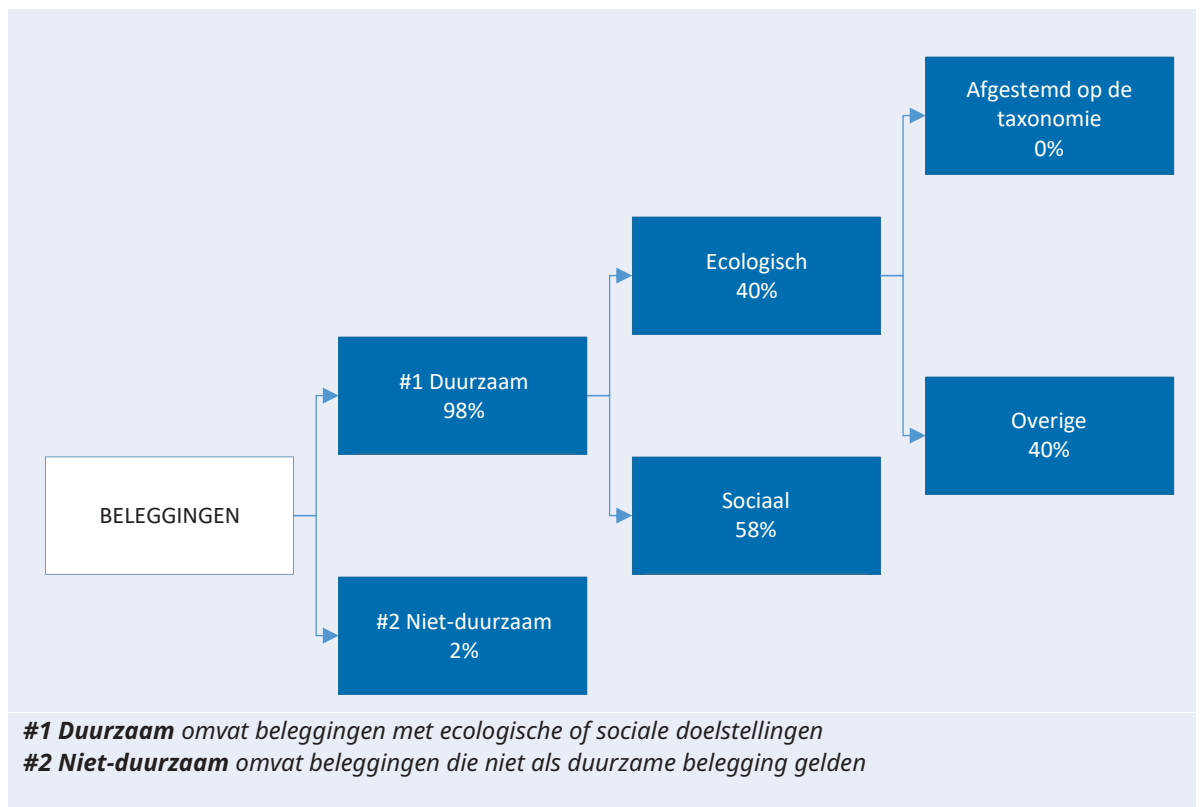 BELEGGINGEN
#1 Duurzaam
98%
#2 Niet-duurzaam
2%
Ecologisch
40%
Sociaal
58%
Afgestemd op de
taxonomie
0%
Overige
40%
#1 Duurzaam omvat beleggingen met ecologische of sociale doelstellingen
#2 Niet-duurzaam omvat beleggingen die niet als duurzame belegging gelden